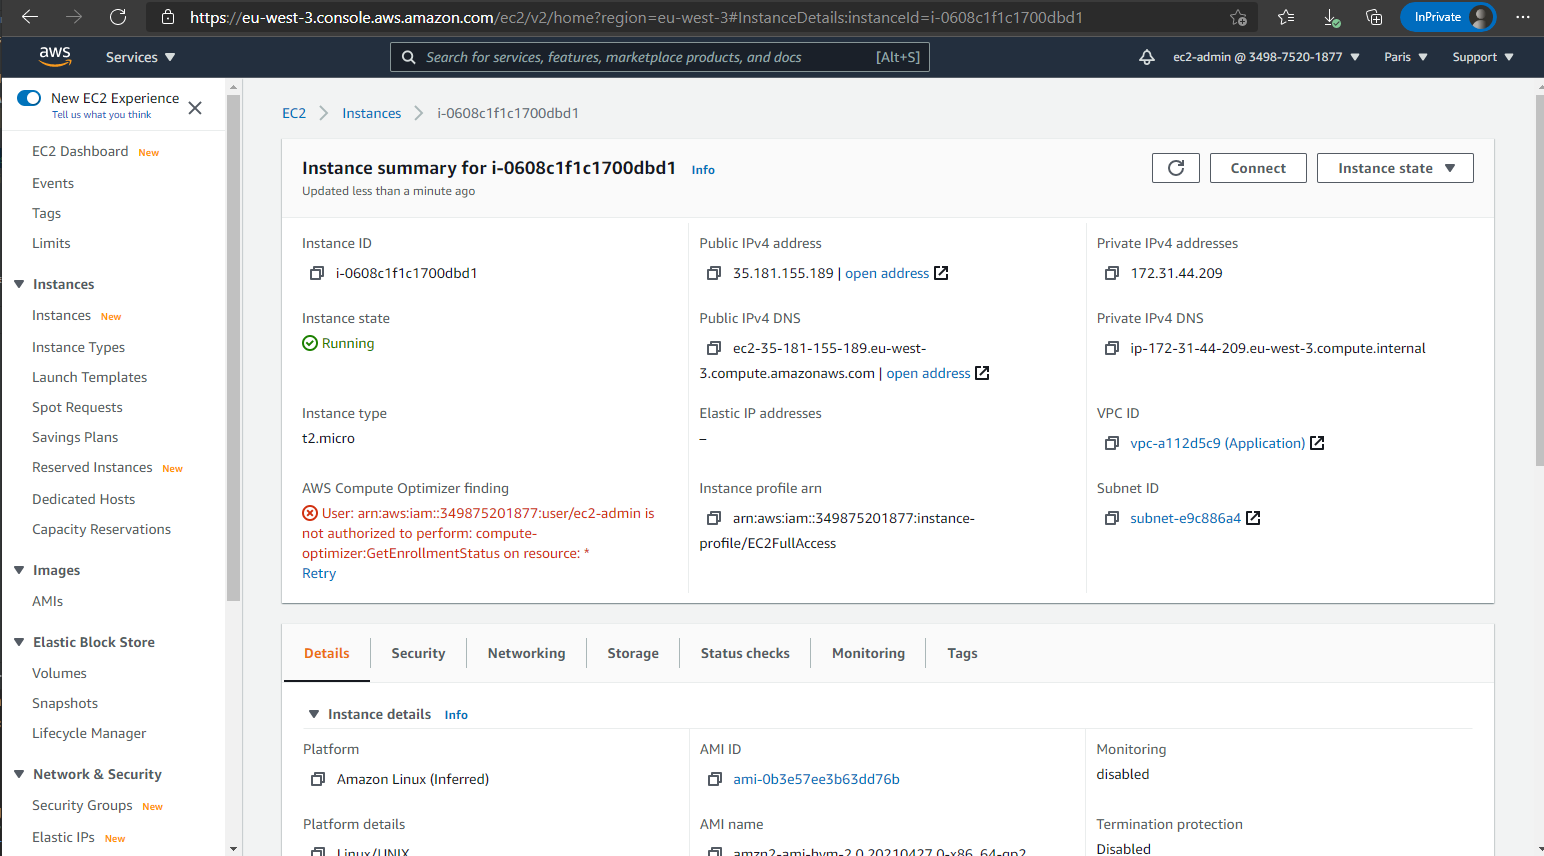 https://eu-west-3.console.aws.amazon.com/ec2/v2/home?region=eu-west-3#InstanceDetails:instanceId=i-0608c1f1c1700dbd1
InPrivate
aws
Services
Search for services, features, marketplace products, and docs
[Alt+S]
ec2-admin @ 3498-7520-1877
Paris
Support
New EC2 Experience
Tell us what you think
EC2 Dashboard New
Events
Tags
Limits
Instances
Instances New
Instance Types
Launch Templates
Spot Requests
Savings Plans
Reserved Instances New
Dedicated Hosts
Capacity Reservations
Images
AMIs
Elastic Block Store
Volumes
Snapshots
Lifecycle Manager
Network & Security
Security Groups New
Elastic IPs New
EC2
Instances
i-0608c1f1c1700dbd1
Instance summary for i-0608c1f1c1700dbd1 Info
Updated less than a minute ago
Connect
Instance state
Instance ID
i-0608c1f1c1700dbd1
Public IPv4 address
35.181.155.189 | open address
Private IPv4 addresses
172.31.44.209
Instance state
Running
Public IPv4 DNS
ec2-35-181-155-189.eu-west-
3.compute.amazonaws.com | open address
Private IPv4 DNS
ip-172-31-44-209.eu-west-3.compute.internal
Instance type
t2.micro
Elastic IP addresses
–
VPC ID
vpc-a112d5c9 (Application)
AWS Compute Optimizer finding
User: arn:aws:iam::349875201877:user/ec2-admin is
not authorized to perform: compute-
optimizer:GetEnrollmentStatus on resource: *
Retry
Instance profile arn
arn:aws:iam::349875201877:instance-
profile/EC2FullAccess
Subnet ID
subnet-e9c886a4
Details
Security
Networking
Storage
Status checks
Monitoring
Tags
Instance details Info
Platform
Amazon Linux (Inferred)
AMI ID
ami-0b3e57ee3b63dd76b
Monitoring
disabled
Platform details
Linux/UNIX
AMI name
amzn2-ami-hvm-2.0.20210427.0-x86_64-gp2
Termination protection
Disabled